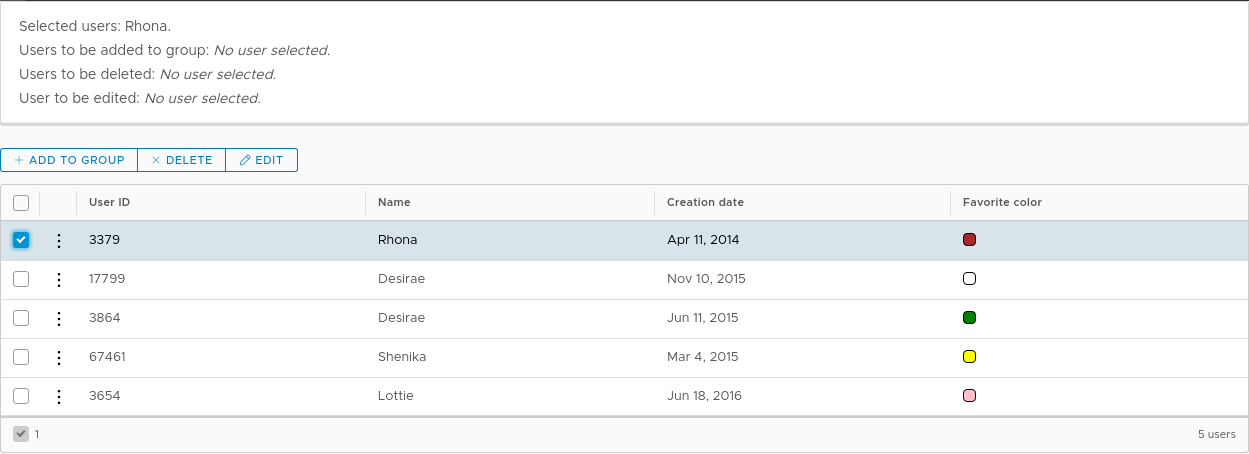 Selected users: Rhona.
Users to be added to group: No user selected.
Users to be deleted: No user selected.
User to be edited: No user selected.
ADD TO GROUP DELETE EDIT
User ID Name Creation date Favorite color
3379 Rhona Apr 11, 2014
17799 Desirae Nov 10, 2015
3864 Desirae Jun 11, 2015
67461 Shenika Mar 4, 2015
3654 Lottie Jun 18, 2016
1 5 users